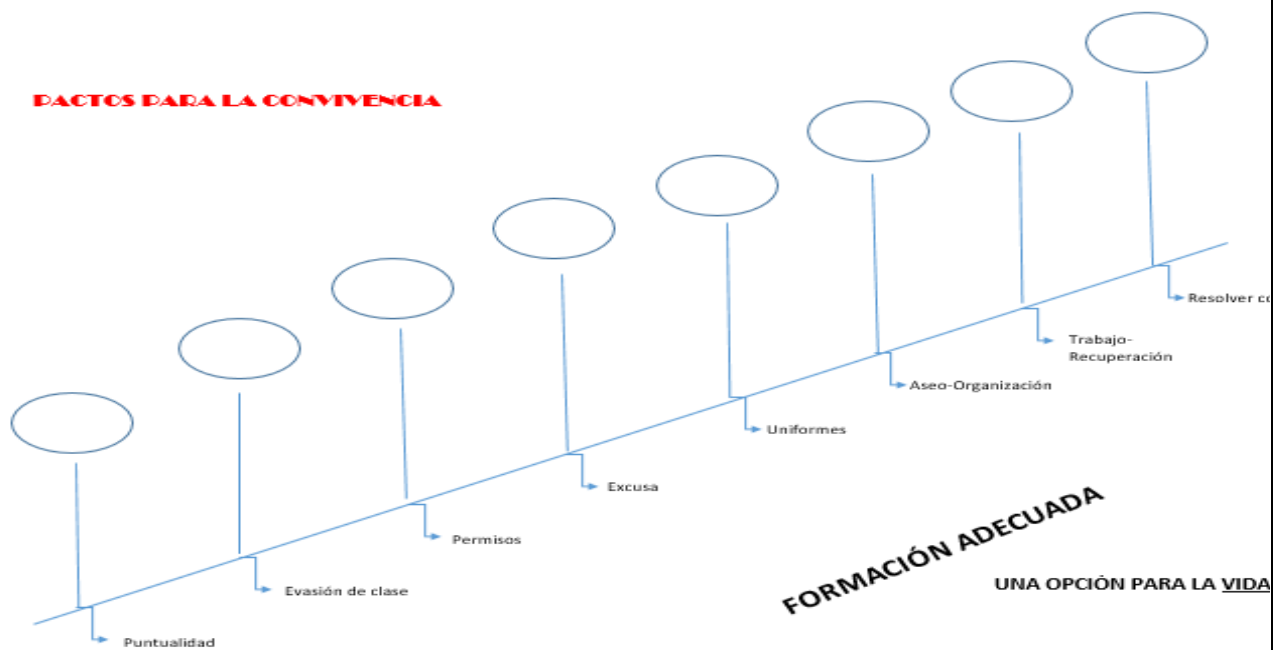 PACTOS PARA LA CONVIVENCIA
Resolver
Trabajo-
Recuperación
Aseo-Organización
Uniformes
Excusa
Permisos
Evasión de clase
Puntualidad
FORMACIÓN ADECUADA
UNA OPCIÓN PARA LA VIDA